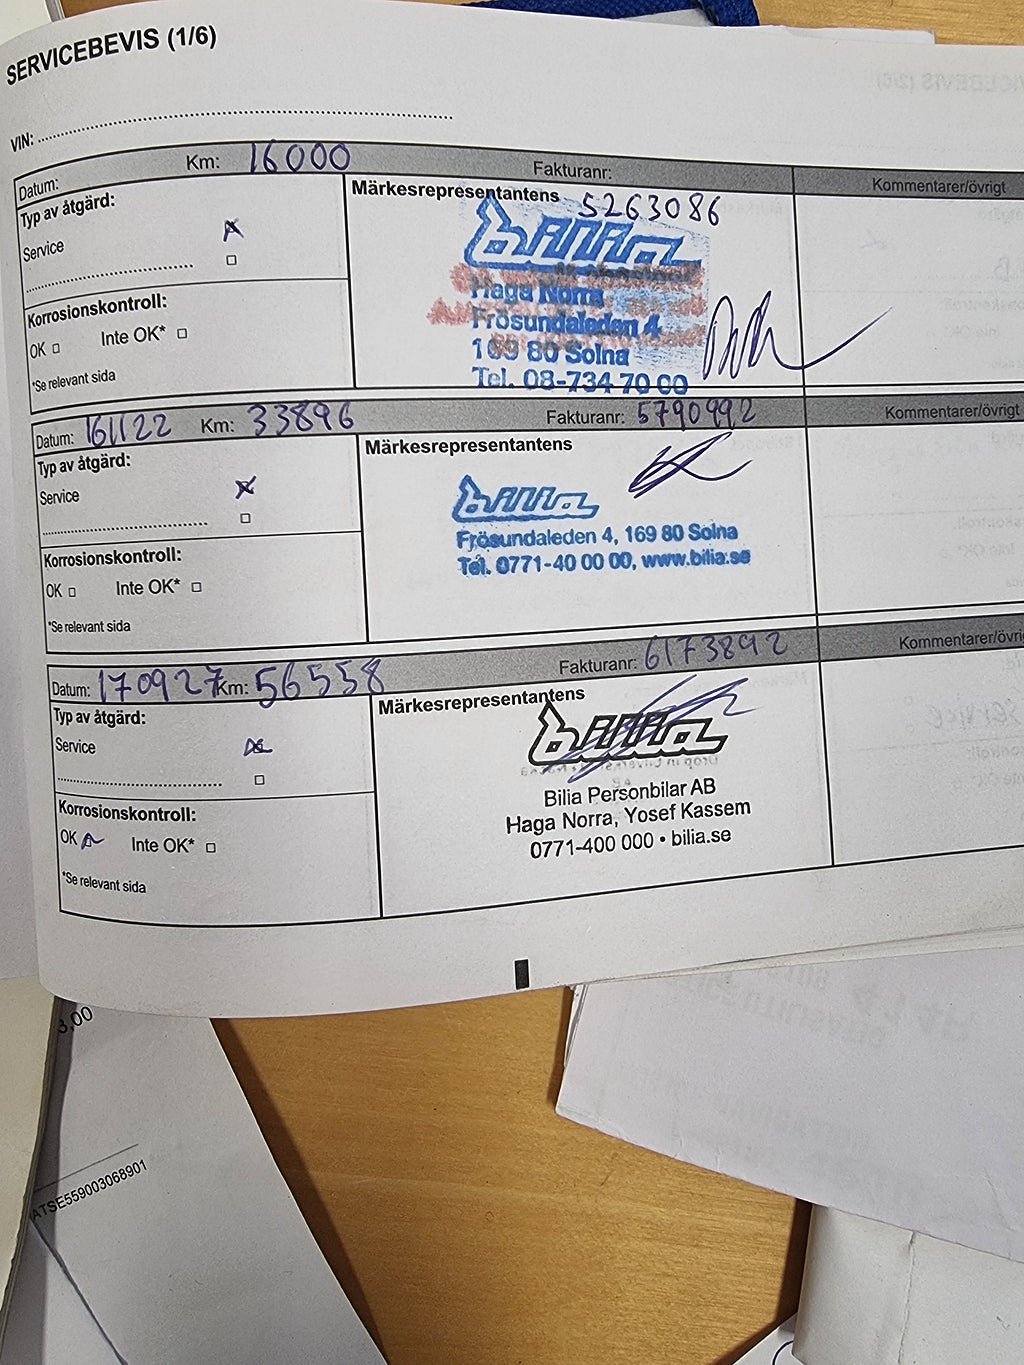 SERVICEBEVIS (1/6)
VIN:
Datum: Km: 16000 Fakturanr: Kommentarer/övrigt
Typ av åtgärd:
Service
Korrosionskontroll:
OK Inte OK*
*Se relevant sida
Märkesrepresentantens 5263086
bilia
Haga Norra
Frösundaleden 4
169 80 Solna
Tel. 08-734 70 00
Datum: 161122 Km: 33896 Fakturanr: 5790992 Kommentarer/övrigt
Typ av åtgärd:
Service
Korrosionskontroll:
OK Inte OK*
*Se relevant sida
Märkesrepresentantens
bilia
Frösundaleden 4, 169 80 Solna
Tel. 0771-40 00 00, www.bilia.se
Datum: 170927 Km: 56558 Fakturanr: 6173892 Kommentarer/övri
Typ av åtgärd:
Service
Korrosionskontroll:
OK Inte OK*
*Se relevant sida
Märkesrepresentantens
bilia
Bilia Personbilar AB
Haga Norra, Yosef Kassem
0771-400 000 • bilia.se
3,00
ATSE559003068901